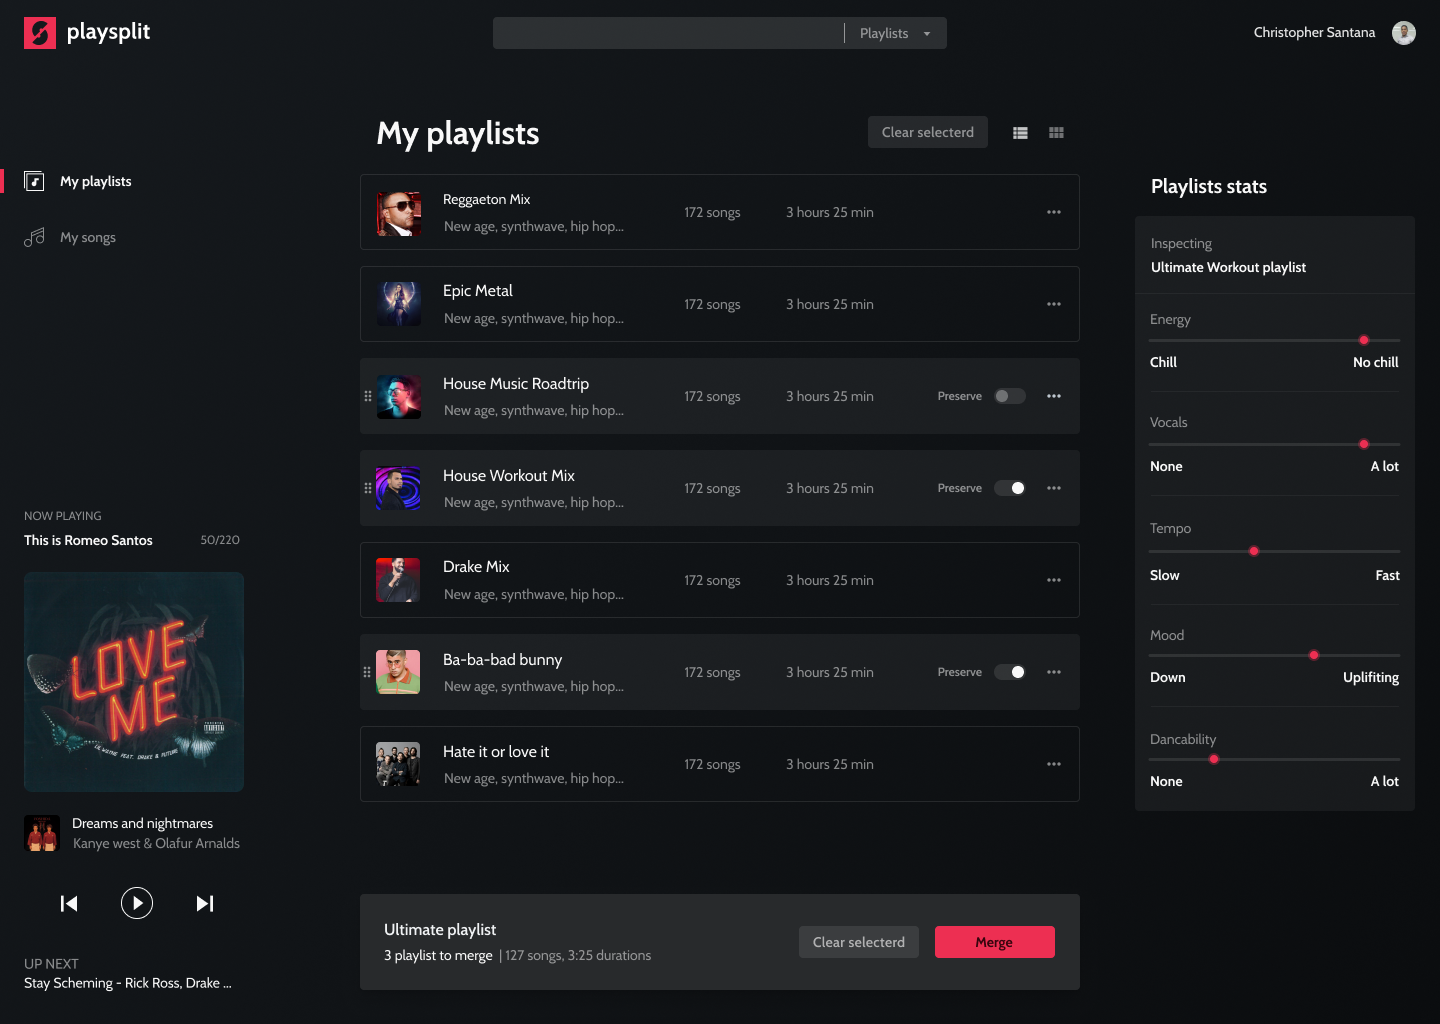 playsplit
Playlists
Christopher Santana
My playlists
Clear selecterd
My playlists
My songs
Reggaeton Mix
New age, synthwave, hip hop...
172 songs
3 hours 25 min
Epic Metal
New age, synthwave, hip hop...
172 songs
3 hours 25 min
House Music Roadtrip
New age, synthwave, hip hop...
172 songs
3 hours 25 min
Preserve
House Workout Mix
New age, synthwave, hip hop...
172 songs
3 hours 25 min
Preserve
Drake Mix
New age, synthwave, hip hop...
172 songs
3 hours 25 min
Ba-ba-bad bunny
New age, synthwave, hip hop...
172 songs
3 hours 25 min
Preserve
Hate it or love it
New age, synthwave, hip hop...
172 songs
3 hours 25 min
Playlists stats
Inspecting
Ultimate Workout playlist
Energy
Chill No chill
Vocals
None A lot
Tempo
Slow Fast
Mood
Down Uplifiting
Dancability
None A lot
NOW PLAYING
This is Romeo Santos 50/220
LOVE
ME
LIL WAYNE FEAT. DRAKE & FUTURE
Dreams and nightmares
Kanye west & Olafur Arnalds
UP NEXT
Stay Scheming - Rick Ross, Drake ...
Ultimate playlist
3 playlist to merge | 127 songs, 3:25 durations
Clear selecterd
Merge